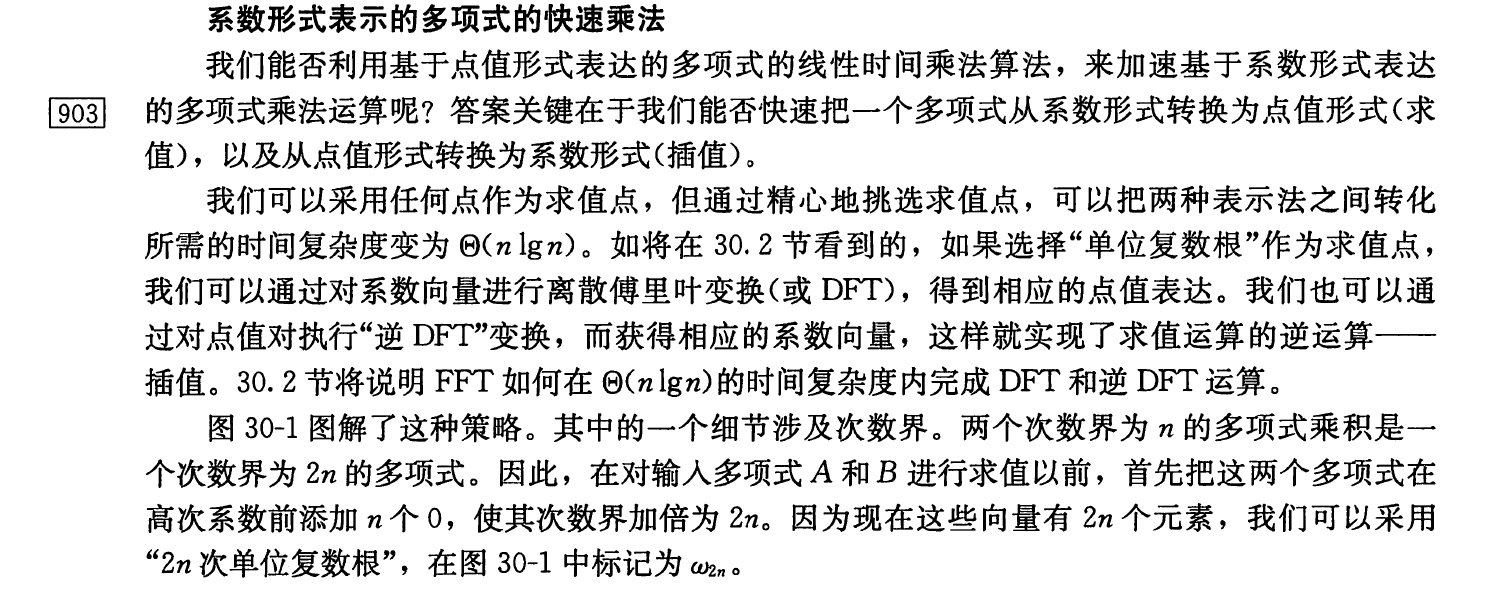 系数形式表示的多项式的快速乘法
我们能否利用基于点值形式表达的多项式的线性时间乘法算法，来加速基于系数形式表达
903
的多项式乘法运算呢？答案关键在于我们能否快速把一个多项式从系数形式转换为点值形式(求
值)，以及从点值形式转换为系数形式(插值)。
我们可以采用任何点作为求值点，但通过精心地挑选求值点，可以把两种表示法之间转化
所需的时间复杂度变为 Θ(n lg n)。如将在 30.2 节看到的，如果选择“单位复数根”作为求值点，
我们可以通过对系数向量进行离散傅里叶变换(或 DFT)，得到相应的点值表达。我们也可以通
过对点值对执行“逆 DFT”变换，而获得相应的系数向量，这样就实现了求值运算的逆运算——
插值。30.2 节将说明 FFT 如何在 Θ(n lg n)的时间复杂度内完成 DFT 和逆 DFT 运算。
图 30-1 图解了这种策略。其中的一个细节涉及次数界。两个次数界为 n 的多项式乘积是一
个次数界为 2n 的多项式。因此，在对输入多项式 A 和 B 进行求值以前，首先把这两个多项式在
高次系数前添加 n 个 0，使其次数界加倍为 2n。因为现在这些向量有 2n 个元素，我们可以采用
“2n 次单位复数根”，在图 30-1 中标记为 ω₂ₙ。